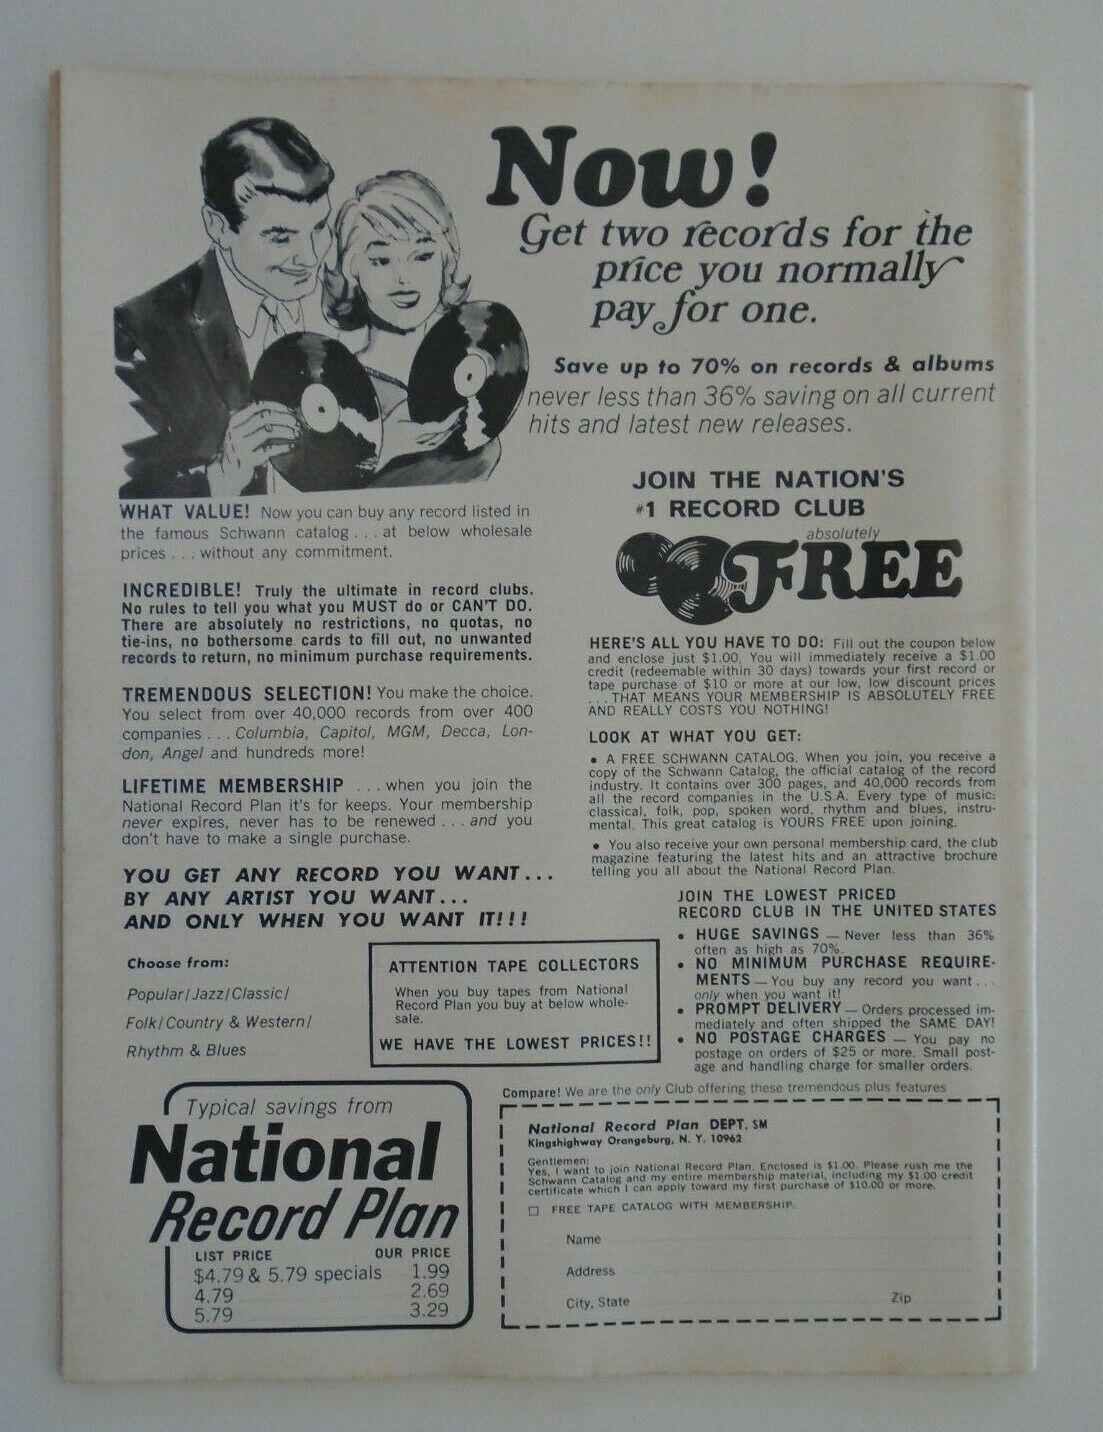 Now!
Get two records for the
price you normally
pay for one.
Save up to 70% on records & albums
never less than 36% saving on all current
hits and latest new releases.
WHAT VALUE! Now you can buy any record listed in
the famous Schwann catalog . . . at below wholesale
prices . . . without any commitment.
INCREDIBLE! Truly the ultimate in record clubs.
No rules to tell you what you MUST do or CAN'T DO.
There are absolutely no restrictions, no quotas, no
tie-ins, no bothersome cards to fill out, no unwanted
records to return, no minimum purchase requirements.
TREMENDOUS SELECTION! You make the choice.
You select from over 40,000 records from over 400
companies . . . Columbia, Capitol, MGM, Decca, Lon-
don, Angel and hundreds more!
LIFETIME MEMBERSHIP . . . when you join the
National Record Plan it's for keeps. Your membership
never expires, never has to be renewed . . . and you
don't have to make a single purchase.
YOU GET ANY RECORD YOU WANT...
BY ANY ARTIST YOU WANT...
AND ONLY WHEN YOU WANT IT!!!
Choose from:
Popular/Jazz/Classic/
Folk/Country & Western/
Rhythm & Blues
ATTENTION TAPE COLLECTORS
When you buy tapes from National
Record Plan you buy at below whole-
sale.
WE HAVE THE LOWEST PRICES!!
Typical savings from
National
Record Plan
LIST PRICE OUR PRICE
$4.79 & 5.79 specials 1.99
4.79 2.69
5.79 3.29
JOIN THE NATION'S
#1 RECORD CLUB
absolutely
FREE
HERE'S ALL YOU HAVE TO DO: Fill out the coupon below
and enclose just $1.00. You will immediately receive a $1.00
credit (redeemable within 30 days) towards your first record or
tape purchase of $10 or more at our low, low discount prices
. . . THAT MEANS YOUR MEMBERSHIP IS ABSOLUTELY FREE
AND REALLY COSTS YOU NOTHING!
LOOK AT WHAT YOU GET:
• A FREE SCHWANN CATALOG. When you join, you receive a
copy of the Schwann Catalog, the official catalog of the record
industry. It contains over 300 pages, and 40,000 records from
all the record companies in the U.S.A. Every type of music:
classical, folk, pop, spoken word, rhythm and blues, instru-
mental. This great catalog is YOURS FREE upon joining.
• You also receive your own personal membership card, the club
magazine featuring the latest hits and an attractive brochure
telling you all about the National Record Plan.
JOIN THE LOWEST PRICED
RECORD CLUB IN THE UNITED STATES
• HUGE SAVINGS — Never less than 36%
often as high as 70%.
• NO MINIMUM PURCHASE REQUIRE-
MENTS — You buy any record you want . . .
only when you want it!
• PROMPT DELIVERY — Orders processed im-
mediately and often shipped the SAME DAY!
• NO POSTAGE CHARGES — You pay no
postage on orders of $25 or more. Small post-
age and handling charge for smaller orders.
Compare! We are the only Club offering these tremendous plus features
National Record Plan DEPT. SM
Kingshighway Orangeburg, N. Y. 10962
Gentlemen:
Yes, I want to join National Record Plan. Enclosed is $1.00. Please rush me the
Schwann Catalog and my entire membership material, including my $1.00 credit
certificate which I can apply toward my first purchase of $10.00 or more.
□ FREE TAPE CATALOG WITH MEMBERSHIP.
Name
Address
City, State Zip